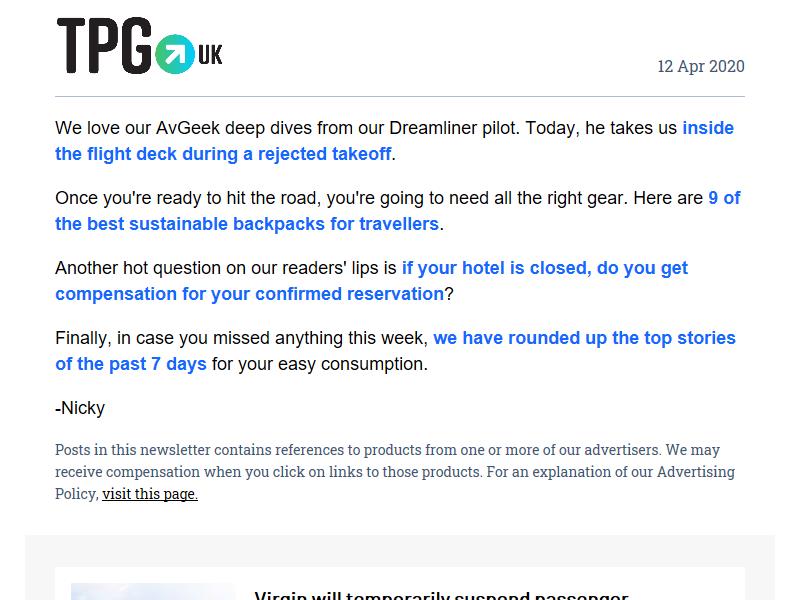 TPG UK
12 Apr 2020
We love our AvGeek deep dives from our Dreamliner pilot. Today, he takes us inside
the flight deck during a rejected takeoff.
Once you're ready to hit the road, you're going to need all the right gear. Here are 9 of
the best sustainable backpacks for travellers.
Another hot question on our readers' lips is if your hotel is closed, do you get
compensation for your confirmed reservation?
Finally, in case you missed anything this week, we have rounded up the top stories
of the past 7 days for your easy consumption.
-Nicky
Posts in this newsletter contains references to products from one or more of our advertisers. We may
receive compensation when you click on links to those products. For an explanation of our Advertising
Policy, visit this page.
Virgin will temporarily suspend passenger